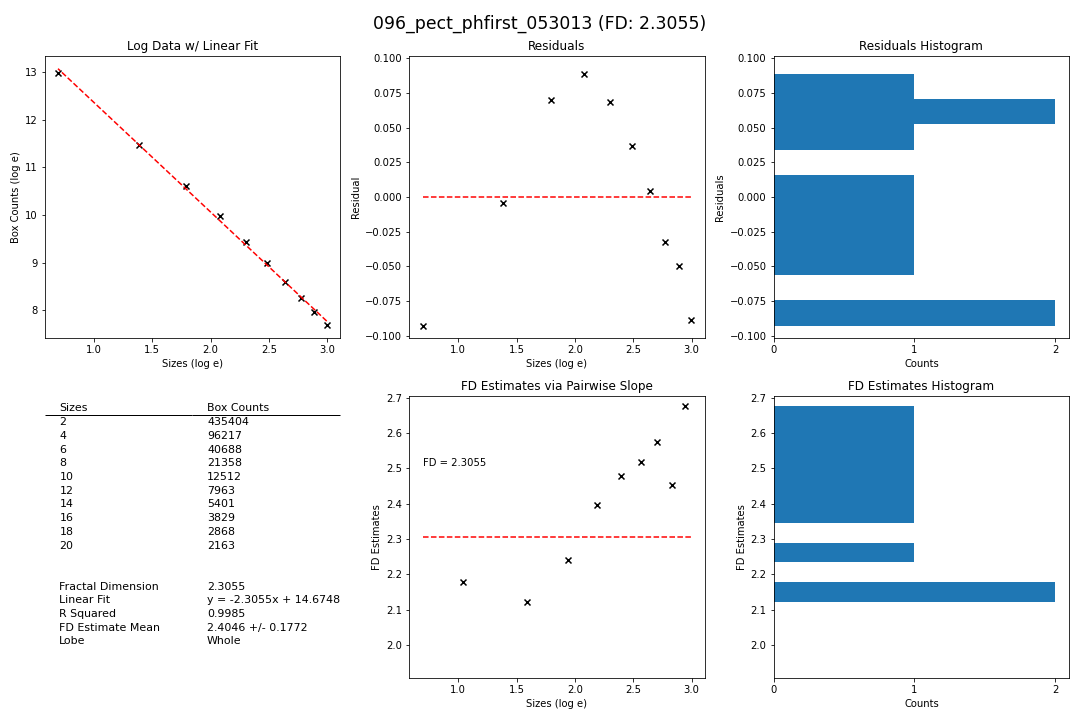 096_pect_phfirst_053013 (FD: 2.3055)
Log Data w/ Linear Fit
13
12
11
10
9
8
Box Counts (log e)
1.0 1.5 2.0 2.5 3.0
Sizes (log e)
Residuals
0.100
0.075
0.050
0.025
0.000
−0.025
−0.050
−0.075
−0.100
Residual
1.0 1.5 2.0 2.5 3.0
Sizes (log e)
Residuals Histogram
0.100
0.075
0.050
0.025
0.000
−0.025
−0.050
−0.075
−0.100
Residuals
0 1 2
Counts
Sizes Box Counts
2 435404
4 96217
6 40688
8 21358
10 12512
12 7963
14 5401
16 3829
18 2868
20 2163
Fractal Dimension 2.3055
Linear Fit y = -2.3055x + 14.6748
R Squared 0.9985
FD Estimate Mean 2.4046 +/- 0.1772
Lobe Whole
FD Estimates via Pairwise Slope
2.7
2.6
2.5
2.4
2.3
2.2
2.1
2.0
FD Estimates
FD = 2.3055
1.0 1.5 2.0 2.5 3.0
Sizes (log e)
FD Estimates Histogram
2.7
2.6
2.5
2.4
2.3
2.2
2.1
2.0
FD Estimates
0 1 2
Counts